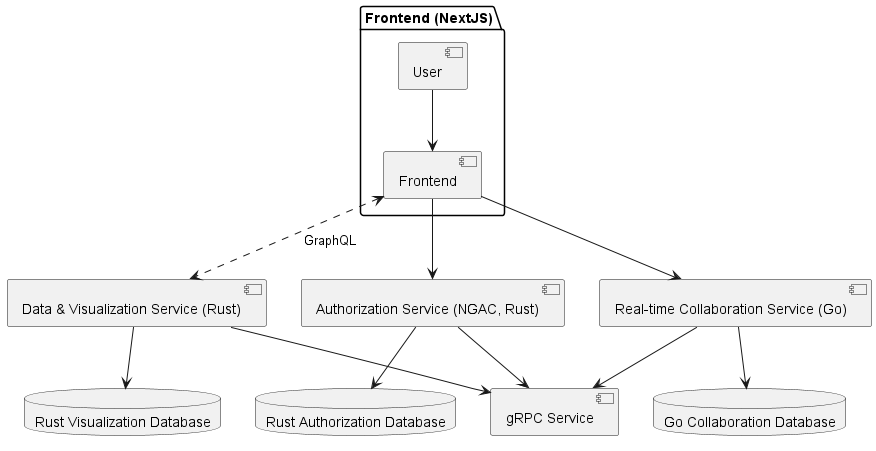 Frontend (NextJS)
User
Frontend
GraphQL
Data & Visualization Service (Rust)
Authorization Service (NGAC, Rust)
Real-time Collaboration Service (Go)
Rust Visualization Database
Rust Authorization Database
gRPC Service
Go Collaboration Database